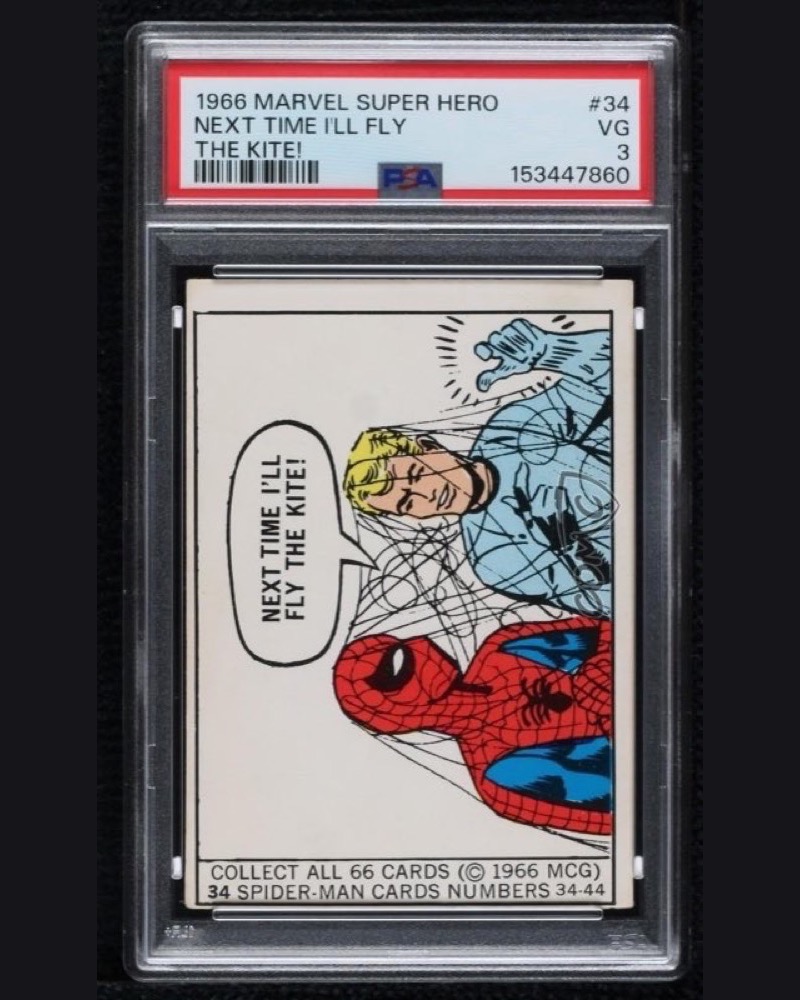 1966 MARVEL SUPER HERO #34
NEXT TIME I'LL FLY VG
THE KITE! 3
PSA 153447860
NEXT TIME I'LL
FLY THE KITE!
COLLECT ALL 66 CARDS (© 1966 MCG)
34 SPIDER-MAN CARDS NUMBERS 34-44